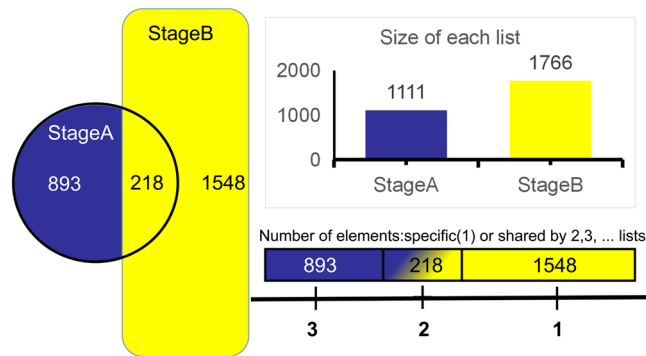 StageB
StageA
893
218
1548
Size of each list
2000
1000
0
1111
1766
StageA
StageB
Number of elements:specific(1) or shared by 2,3, ... lists
893
218
1548
3
2
1